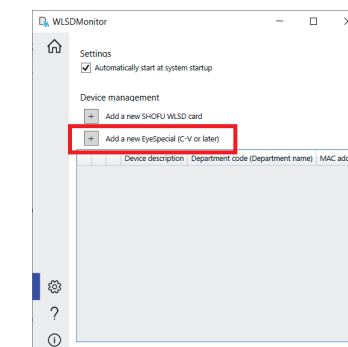 WLSDMonitor
Settings
Automatically start at system startup
Device management
+ Add a new SHOFU WLSD card
+ Add a new EyeSpecial (C-V or later)
Device description Department code (Department name) MAC add